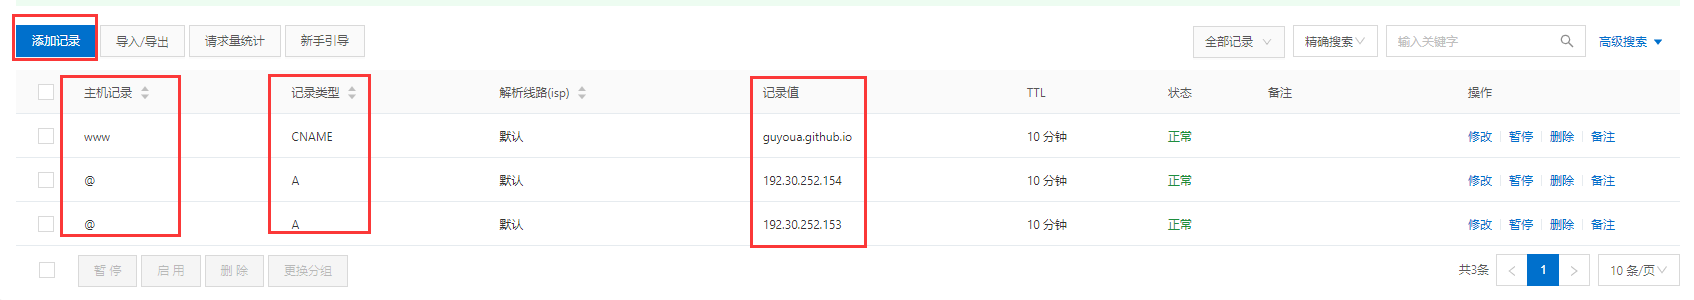 添加记录 导入/导出 请求量统计 新手引导 全部记录 精确搜索 输入关键字 高级搜索
主机记录 记录类型 解析线路(isp) 记录值 TTL 状态 备注 操作
www CNAME 默认 guyoua.github.io 10 分钟 正常 修改 暂停 删除 备注
@ A 默认 192.30.252.154 10 分钟 正常 修改 暂停 删除 备注
@ A 默认 192.30.252.153 10 分钟 正常 修改 暂停 删除 备注
暂 停 启 用 删 除 更换分组 共3条 < 1 > 10 条/页